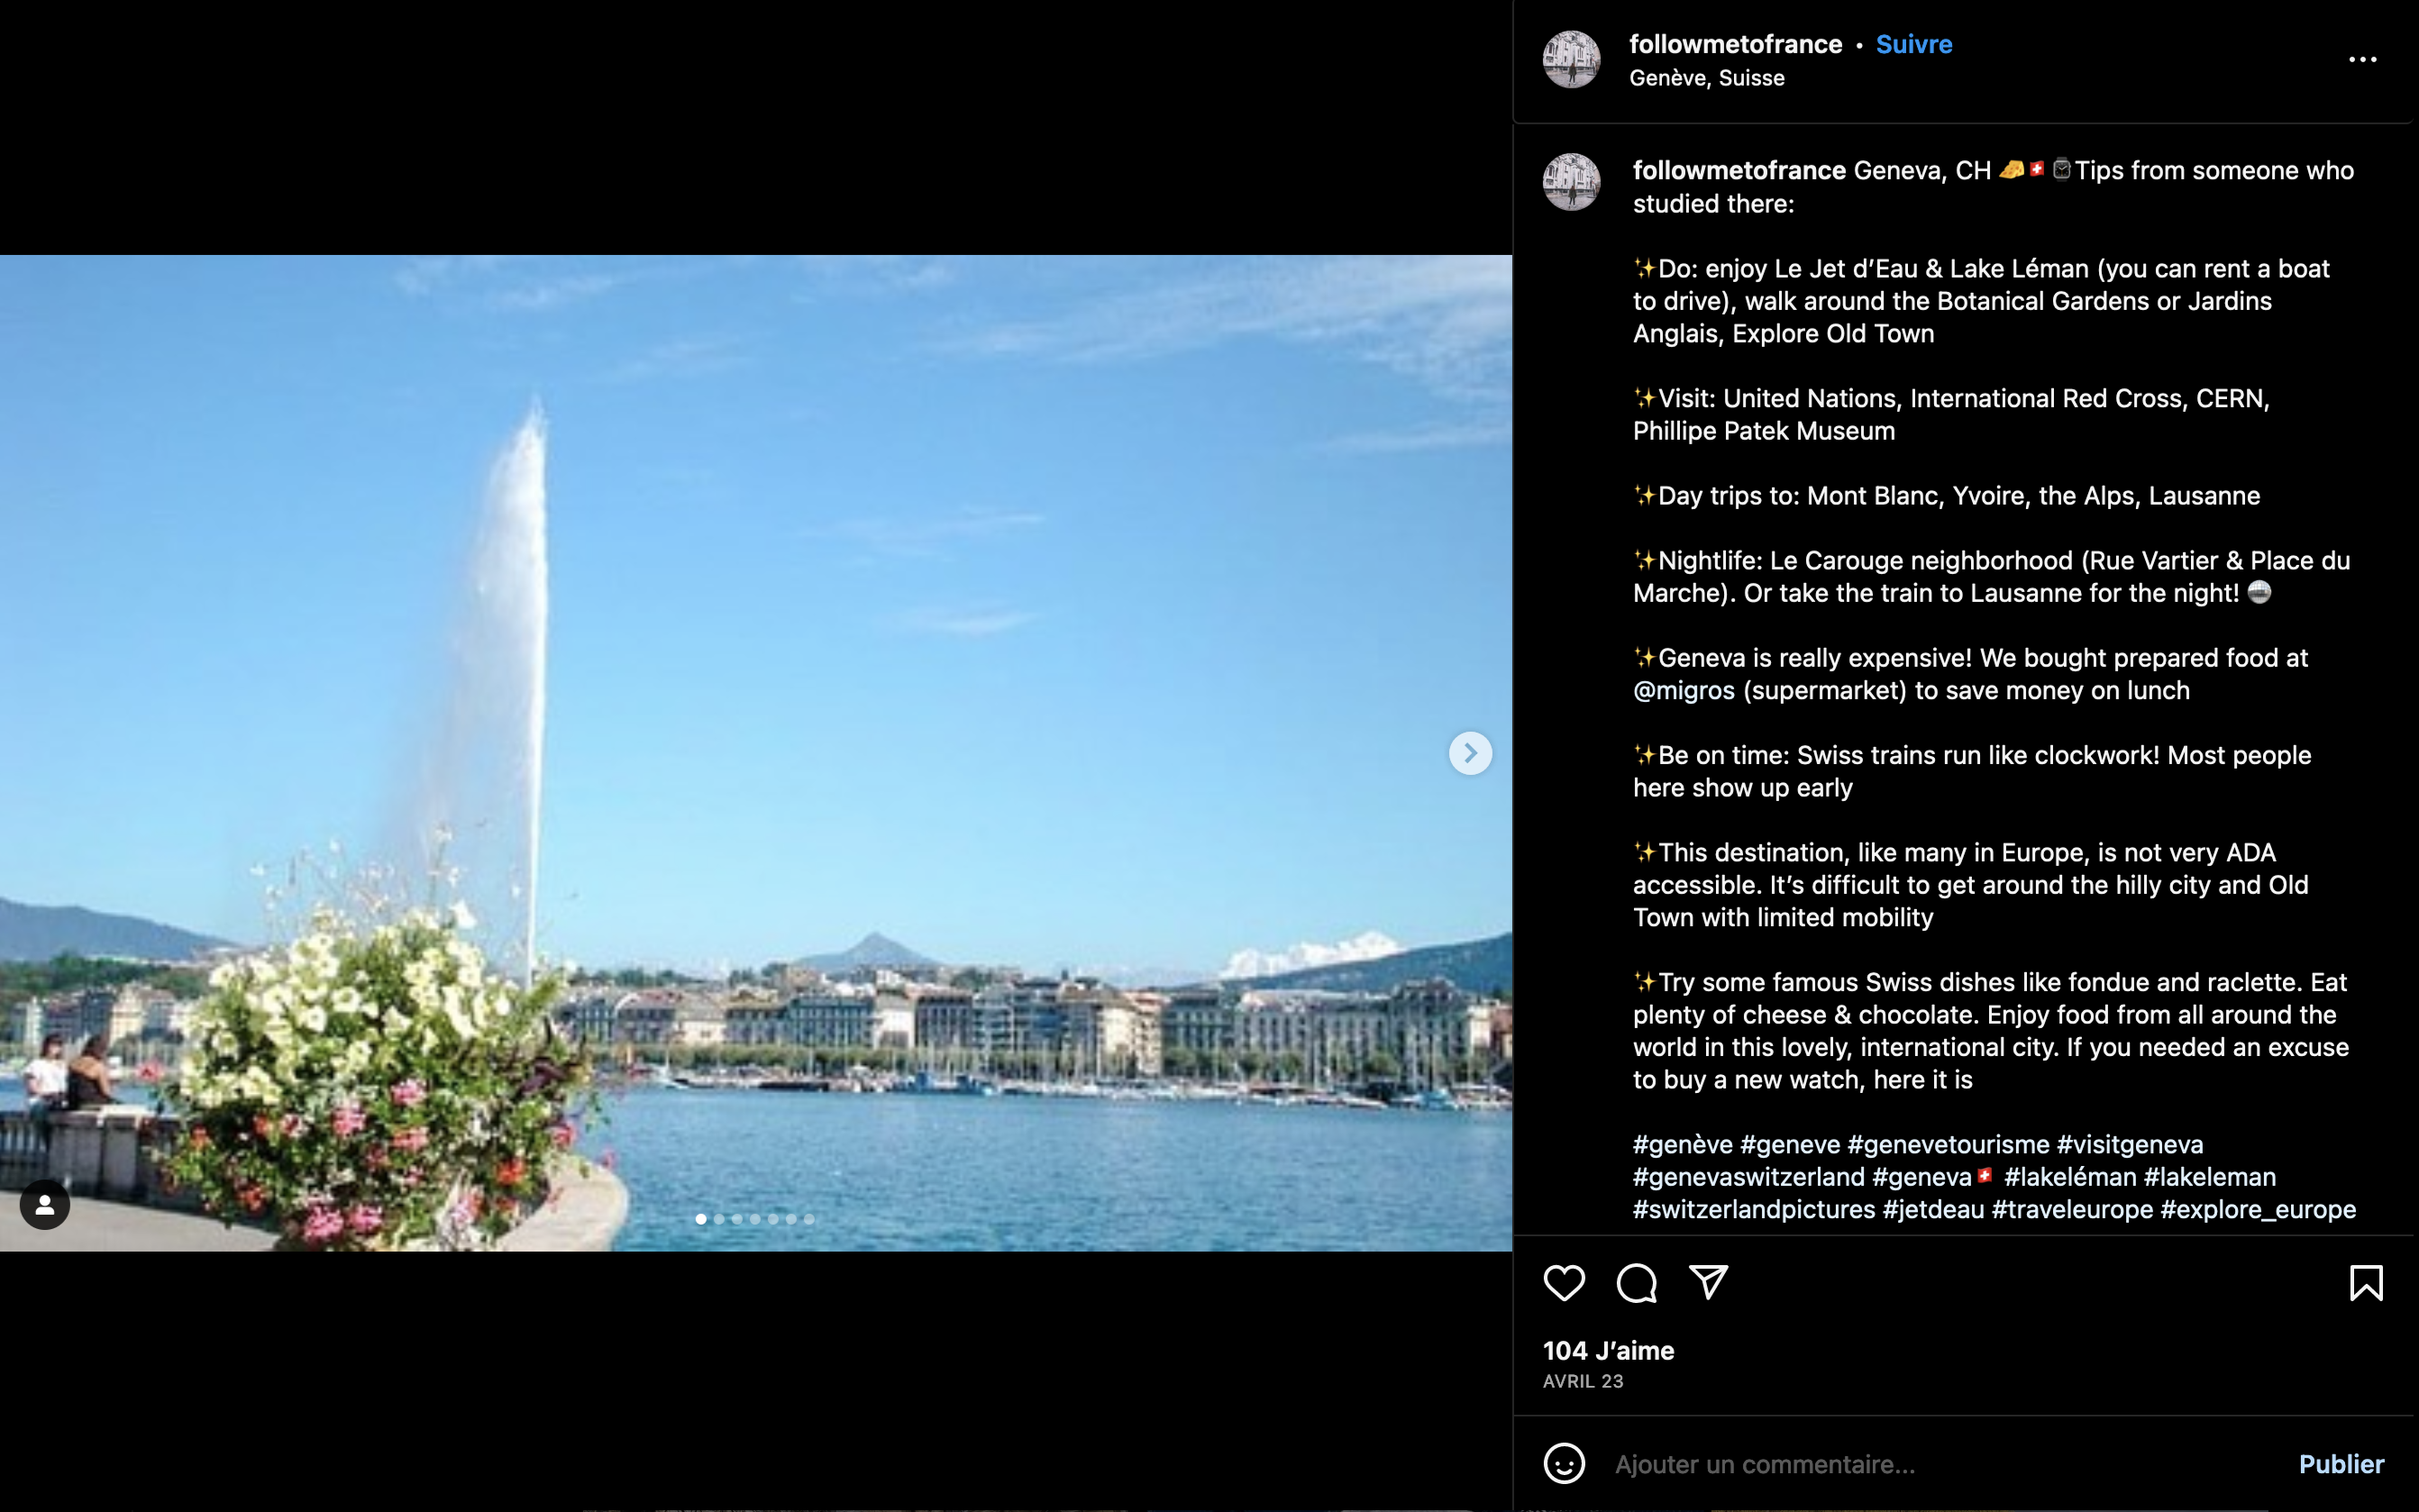 followmetofrance • Suivre
Genève, Suisse
followmetofrance Geneva, CH 🧀🇨🇭⌚Tips from someone who
studied there:
✨Do: enjoy Le Jet d’Eau & Lake Léman (you can rent a boat
to drive), walk around the Botanical Gardens or Jardins
Anglais, Explore Old Town
✨Visit: United Nations, International Red Cross, CERN,
Phillipe Patek Museum
✨Day trips to: Mont Blanc, Yvoire, the Alps, Lausanne
✨Nightlife: Le Carouge neighborhood (Rue Vartier & Place du
Marche). Or take the train to Lausanne for the night! 🪩
✨Geneva is really expensive! We bought prepared food at
@migros (supermarket) to save money on lunch
✨Be on time: Swiss trains run like clockwork! Most people
here show up early
✨This destination, like many in Europe, is not very ADA
accessible. It’s difficult to get around the hilly city and Old
Town with limited mobility
✨Try some famous Swiss dishes like fondue and raclette. Eat
plenty of cheese & chocolate. Enjoy food from all around the
world in this lovely, international city. If you needed an excuse
to buy a new watch, here it is
#genève #geneve #genevetourisme #visitgeneva
#genevaswitzerland #geneva🇨🇭 #lakeléman #lakeleman
#switzerlandpictures #jetdeau #traveleurope #explore_europe
104 J’aime
AVRIL 23
Ajouter un commentaire...
Publier